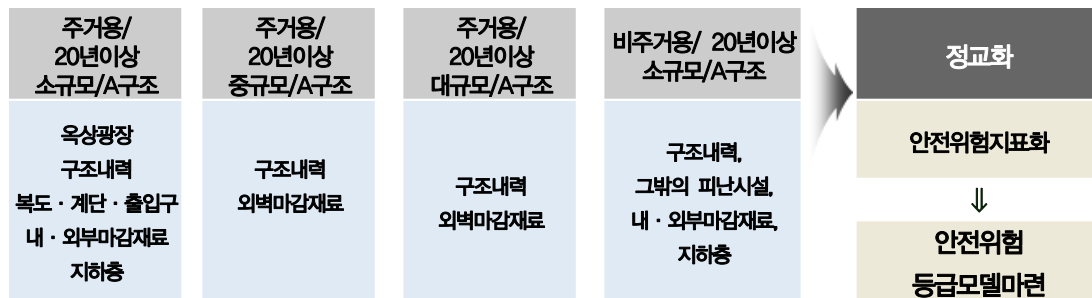 주거용/
20년이상
소규모/A구조
옥상광장
구조내력
복도 · 계단 · 출입구
내 · 외부마감재료
지하층
주거용/
20년이상
중규모/A구조
구조내력
외벽마감재료
주거용/
20년이상
대규모/A구조
구조내력
외벽마감재료
비주거용/ 20년이상
소규모/A구조
구조내력,
그밖의 피난시설,
내 · 외부마감재료,
지하층
정교화
안전위험지표화
⇓
안전위험
등급모델마련